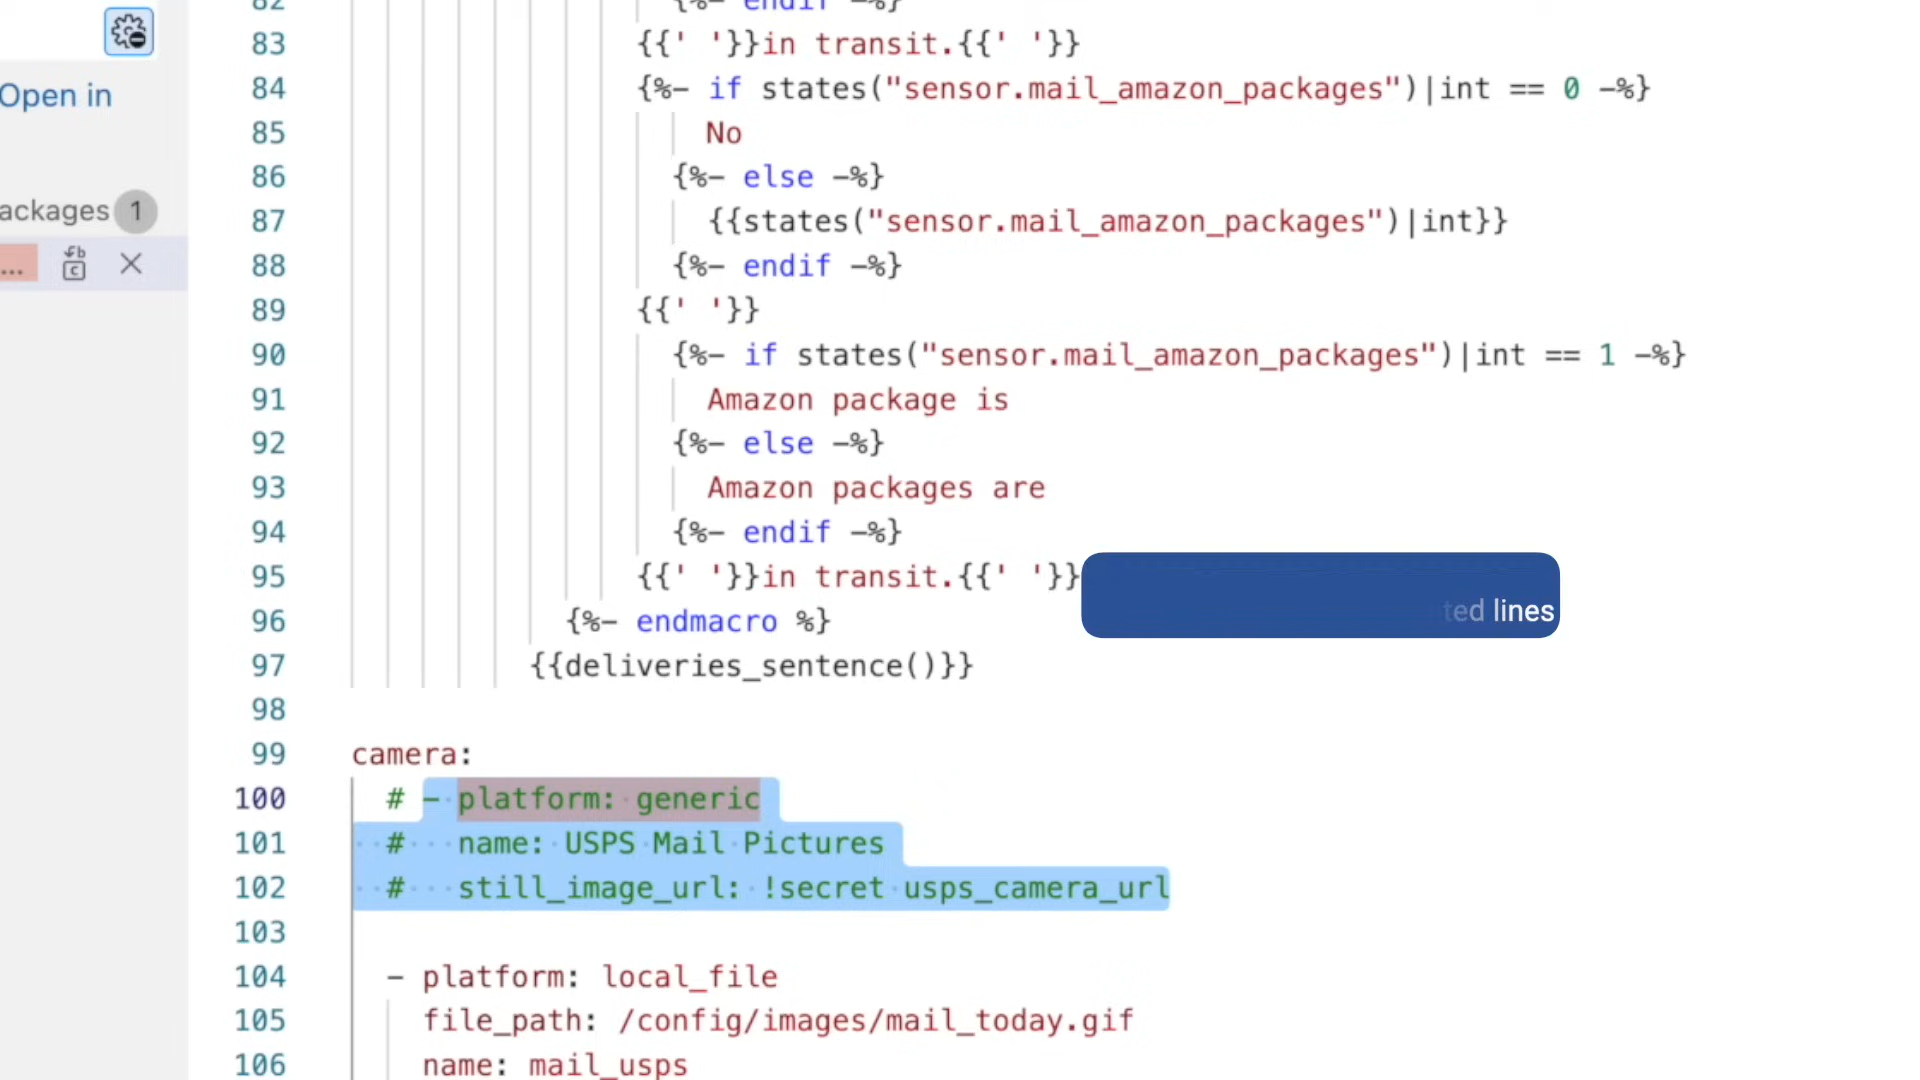 Open in
ackages 1
...
82 {%- endif -%}
83 {{' '}}in transit.{{' '}}
84 {%- if states("sensor.mail_amazon_packages")|int == 0 -%}
85 No
86 {%- else -%}
87 {{states("sensor.mail_amazon_packages")|int}}
88 {%- endif -%}
89 {{' '}}
90 {%- if states("sensor.mail_amazon_packages")|int == 1 -%}
91 Amazon package is
92 {%- else -%}
93 Amazon packages are
94 {%- endif -%}
95 {{' '}}in transit.{{' '}}
ted lines
96 {%- endmacro %}
97 {{deliveries_sentence()}}
98
99 camera:
100 # - platform: generic
101 # name: USPS Mail Pictures
102 # still_image_url: !secret usps_camera_url
103
104 - platform: local_file
105 file_path: /config/images/mail_today.gif
106 name: mail_usps